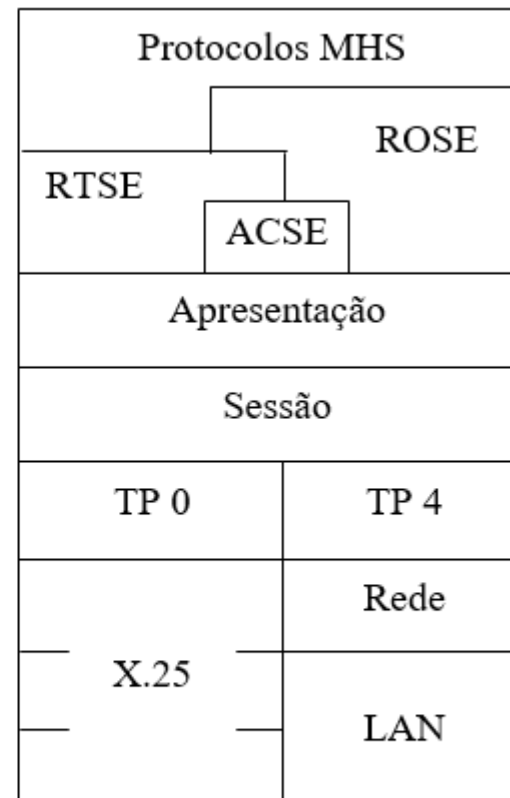 Protocolos MHS
ROSE
RTSE
ACSE
Apresentação
Sessão
TP 0
TP 4
Rede
X.25
LAN